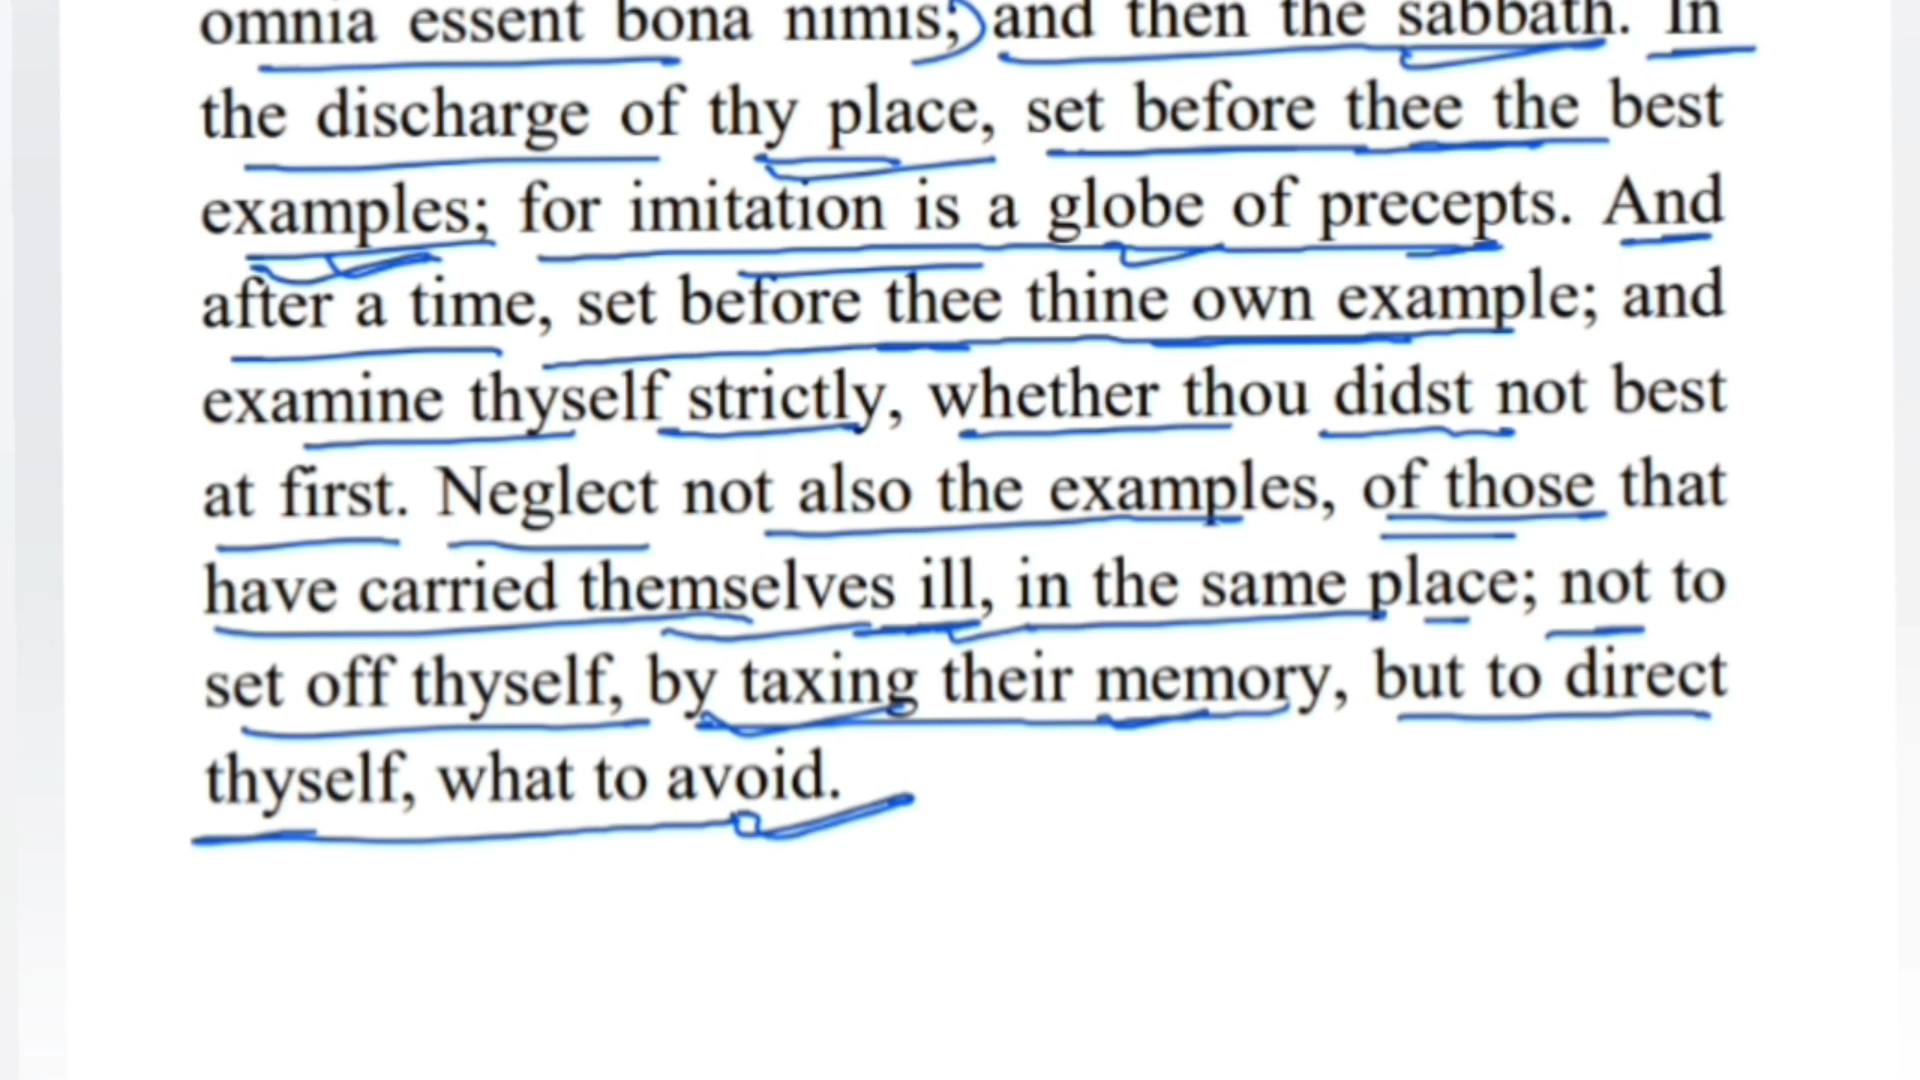 omnia essent bona nimis; and then the sabbath. In
the discharge of thy place, set before thee the best
examples; for imitation is a globe of precepts. And
after a time, set before thee thine own example; and
examine thyself strictly, whether thou didst not best
at first. Neglect not also the examples, of those that
have carried themselves ill, in the same place; not to
set off thyself, by taxing their memory, but to direct
thyself, what to avoid.